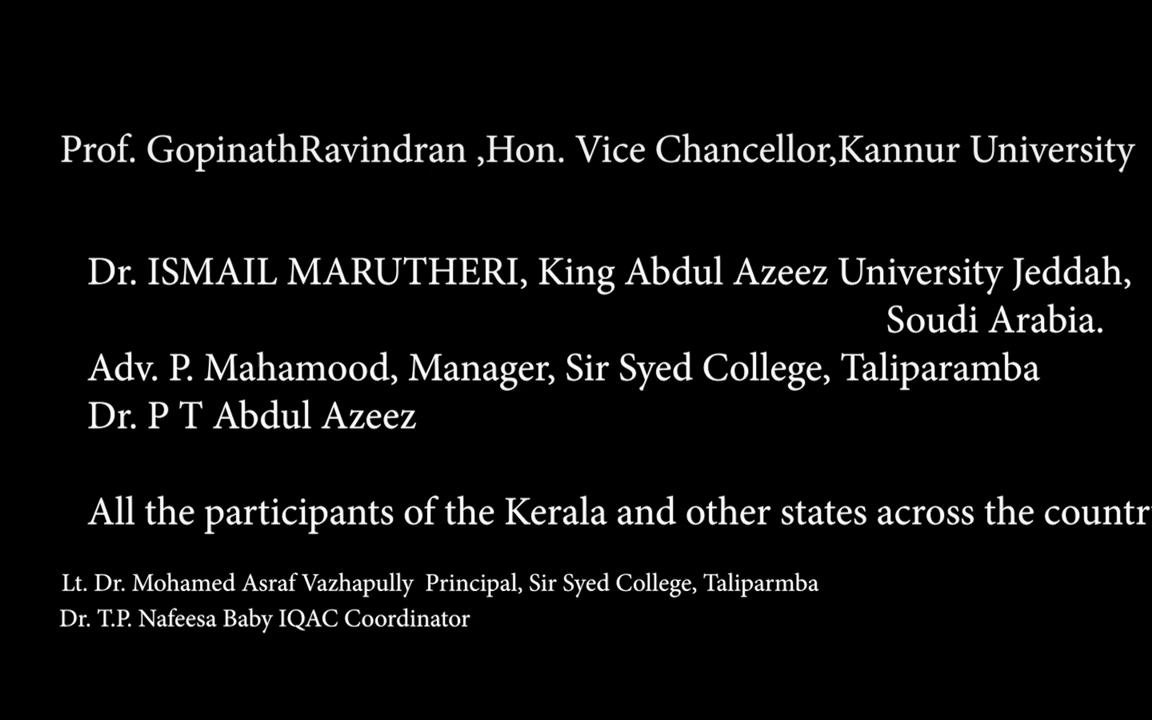 Prof. GopinathRavindran ,Hon. Vice Chancellor,Kannur University
Dr. ISMAIL MARUTHERI, King Abdul Azeez University Jeddah,
Soudi Arabia.
Adv. P. Mahamood, Manager, Sir Syed College, Taliparamba
Dr. P T Abdul Azeez
All the participants of the Kerala and other states across the countr
Lt. Dr. Mohamed Asraf Vazhapully Principal, Sir Syed College, Taliparmba
Dr. T.P. Nafeesa Baby IQAC Coordinator